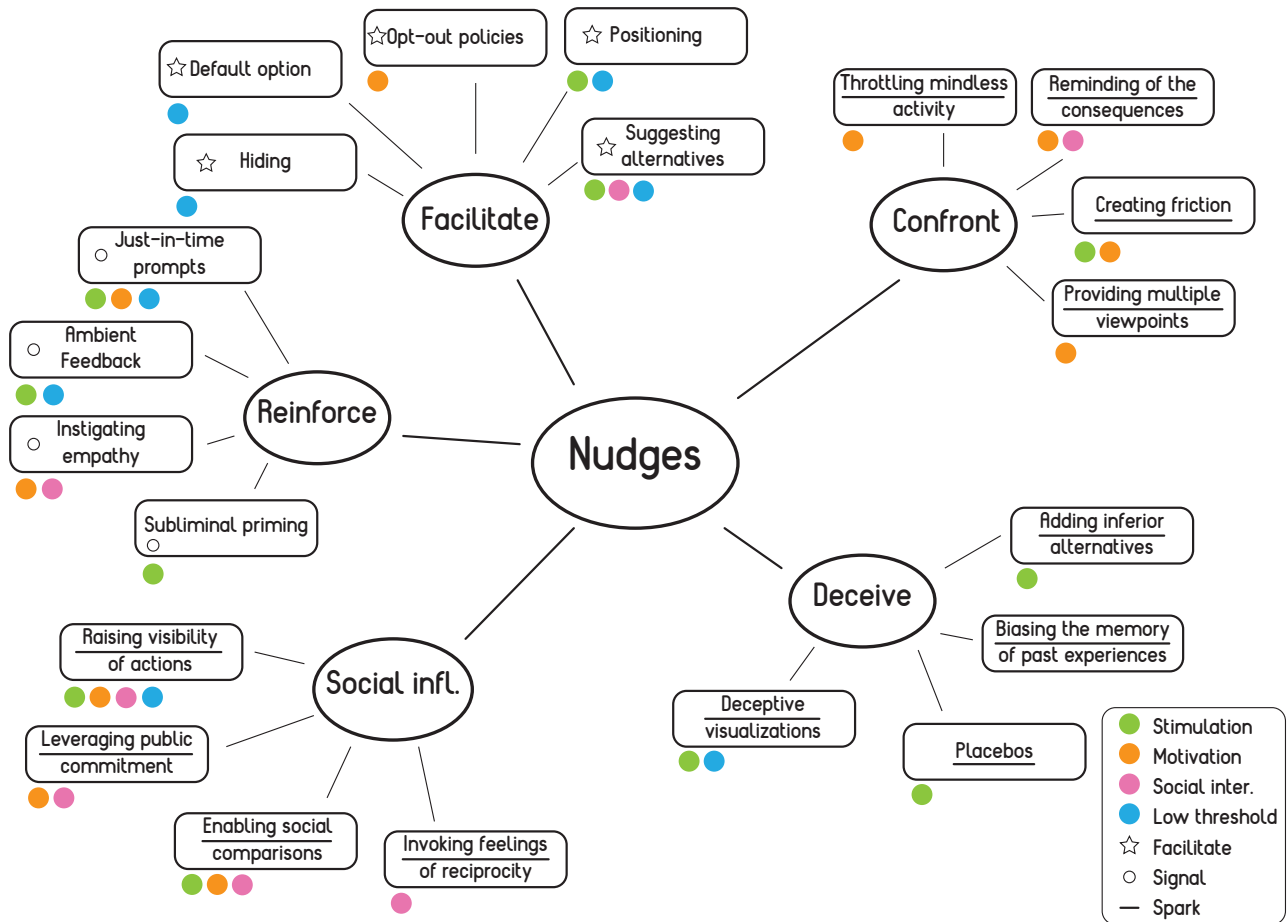 Opt-out policies
Positioning
Default option
Suggesting
alternatives
Hiding
Facilitate
Throttling mindless
activity
Reminding of the
consequences
Creating friction
Confront
Providing multiple
viewpoints
Just-in-time
prompts
Ambient
Feedback
Instigating
empathy
Subliminal priming
Reinforce
Nudges
Adding inferior
alternatives
Deceive
Biasing the memory
of past experiences
Deceptive
visualizations
Placebos
Raising visibility
of actions
Social infl.
Leveraging public
commitment
Enabling social
comparisons
Invoking feelings
of reciprocity
Stimulation
Motivation
Social inter.
Low threshold
Facilitate
Signal
Spark